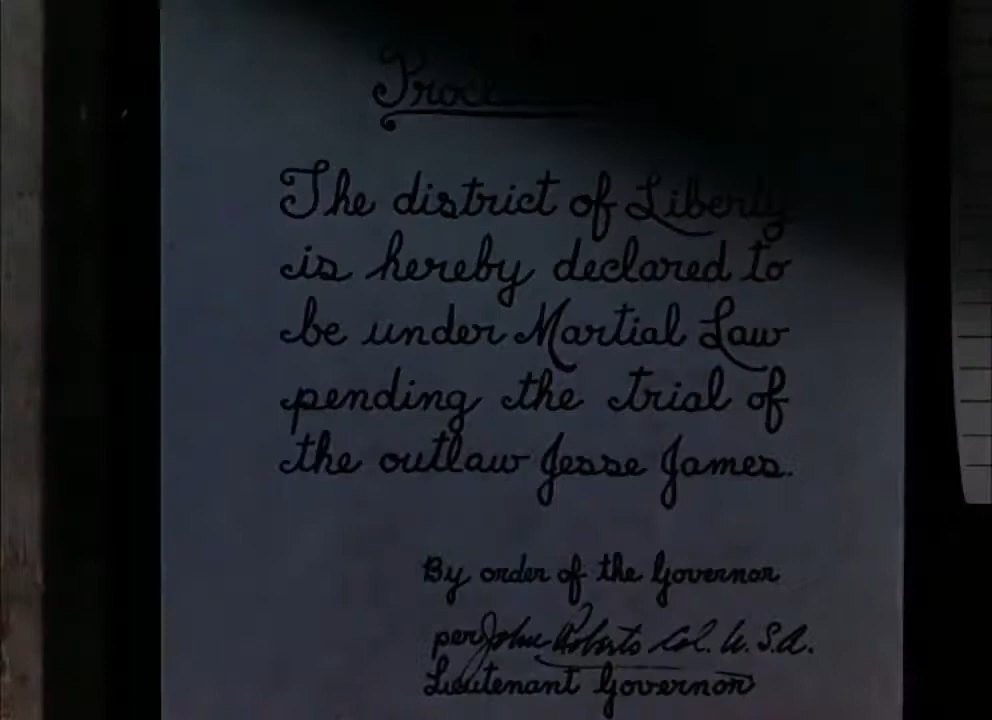 The district of Liberty
is hereby declared to
be under Martial Law
pending the trial of
the outlaw Jesse James.
By order of the Governor
per John Roberts Col. U.S.A.
Lieutenant Governor